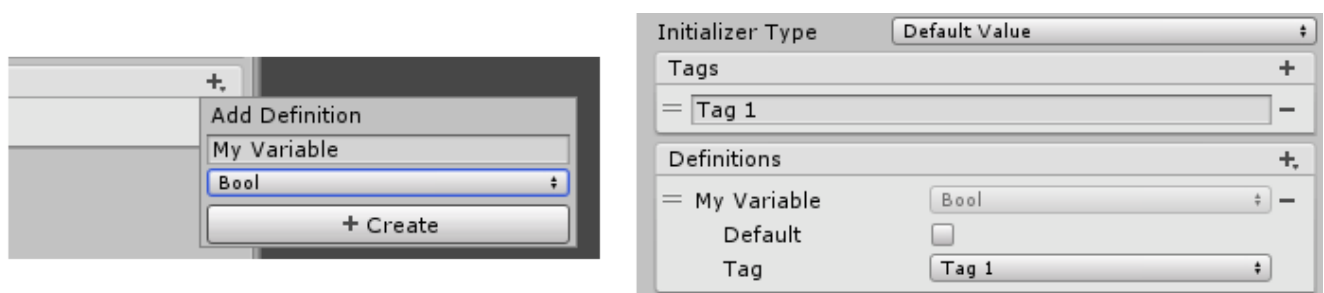 Add Definition
My Variable
Bool
+ Create
Initializer Type Default Value
Tags
Tag 1
Definitions
My Variable Bool
Default
Tag Tag 1